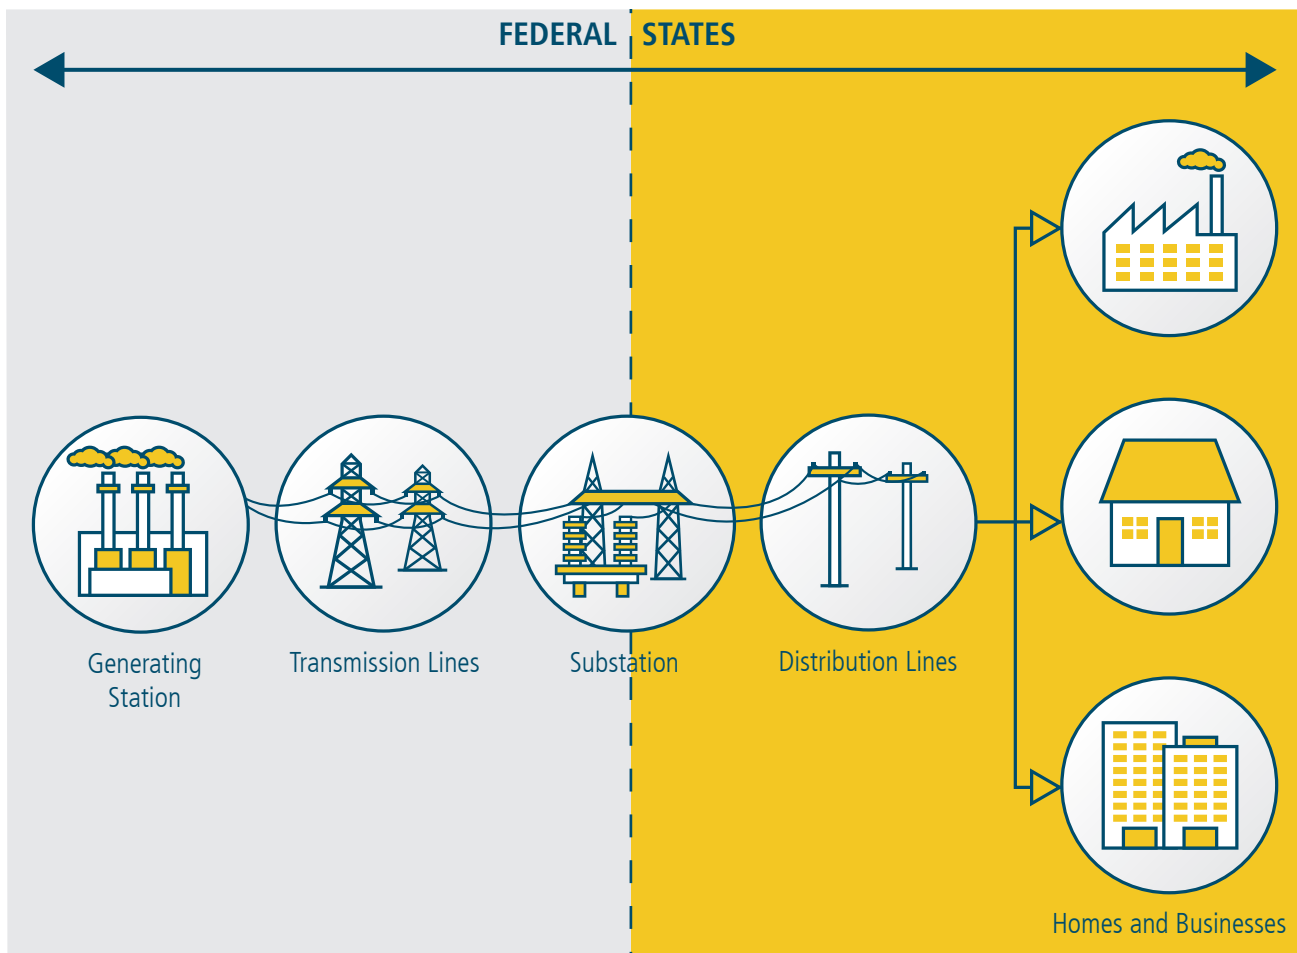 FEDERAL STATES
Generating
Station
Transmission Lines
Substation
Distribution Lines
Homes and Businesses